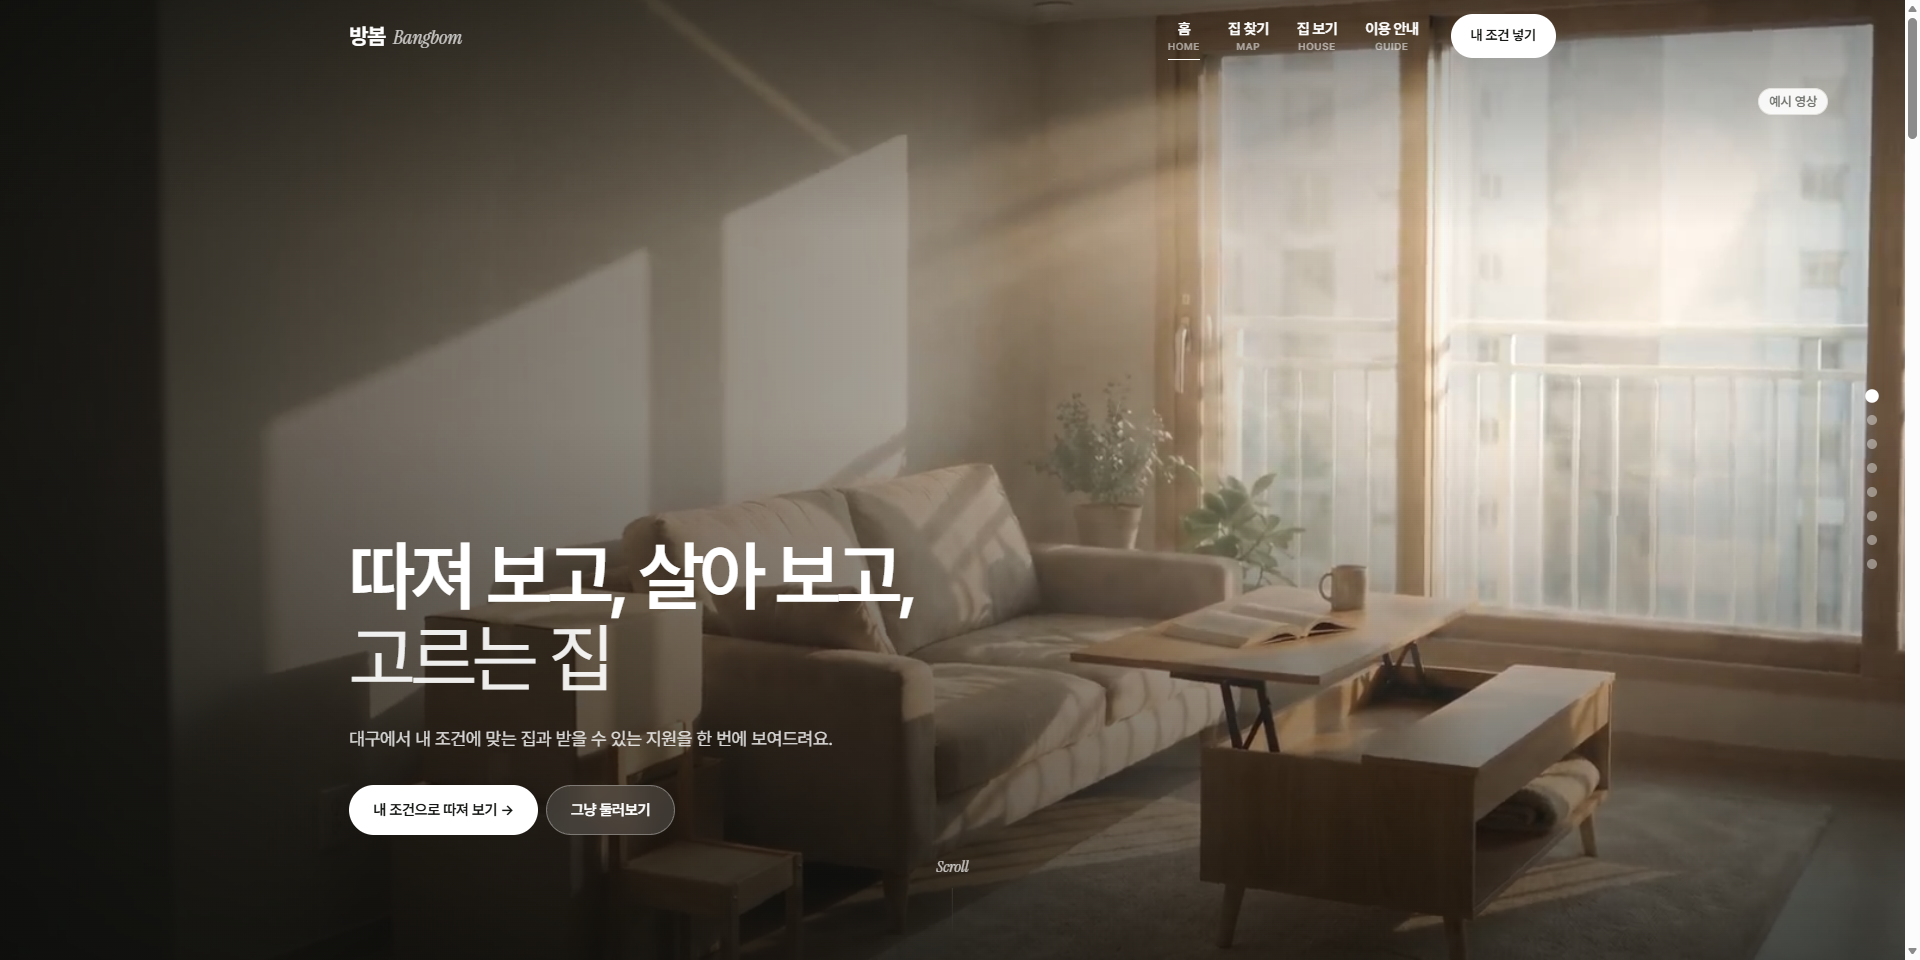 방봄 Bangbom
홈 집 찾기 집 보기 이용 안내 내 조건 넣기
HOME MAP HOUSE GUIDE
예시 영상
따져 보고, 살아 보고,
고르는 집
대구에서 내 조건에 맞는 집과 받을 수 있는 지원을 한 번에 보여드려요.
내 조건으로 따져 보기 → 그냥 둘러보기
Scroll